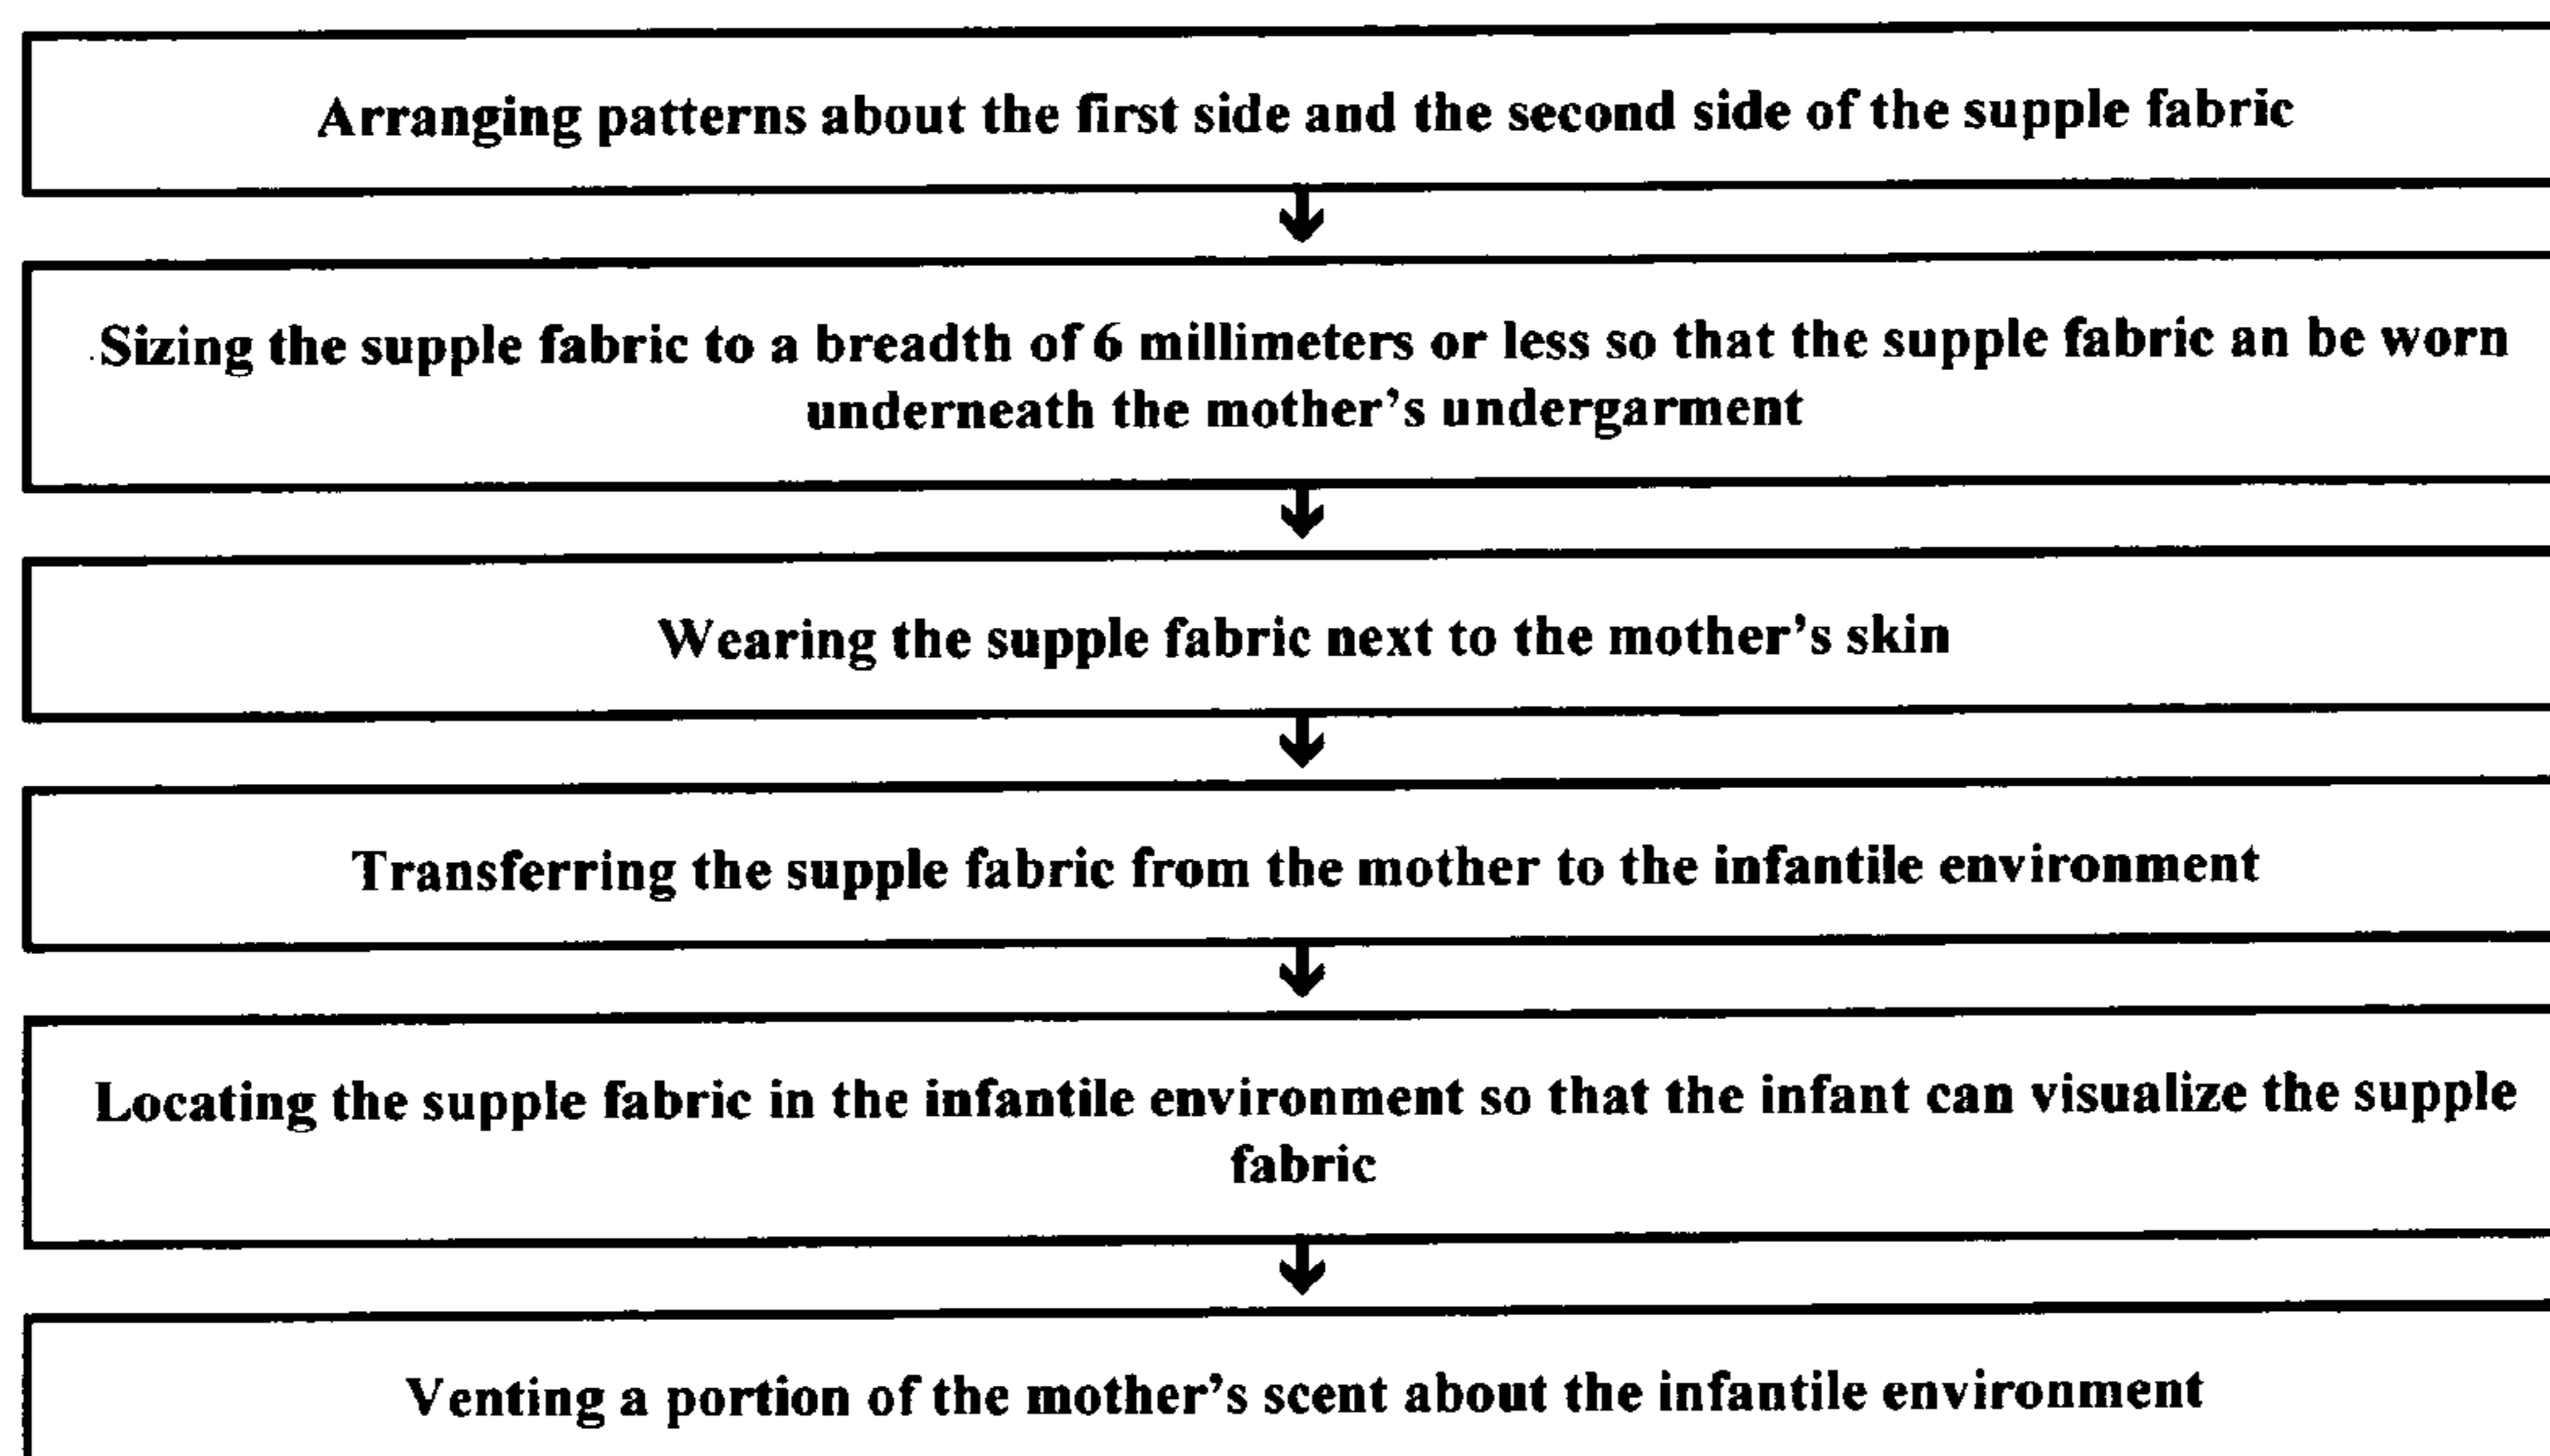 Arranging patterns about the first side and the second side of the supple fabric
Sizing the supple fabric to a breadth of 6 millimeters or less so that the supple fabric an be worn
underneath the mother's undergarment
Wearing the supple fabric next to the mother's skin
Transferring the supple fabric from the mother to the infantile environment
Locating the supple fabric in the infantile environment so that the infant can visualize the supple
fabric
Venting a portion of the mother's scent about the infantile environment